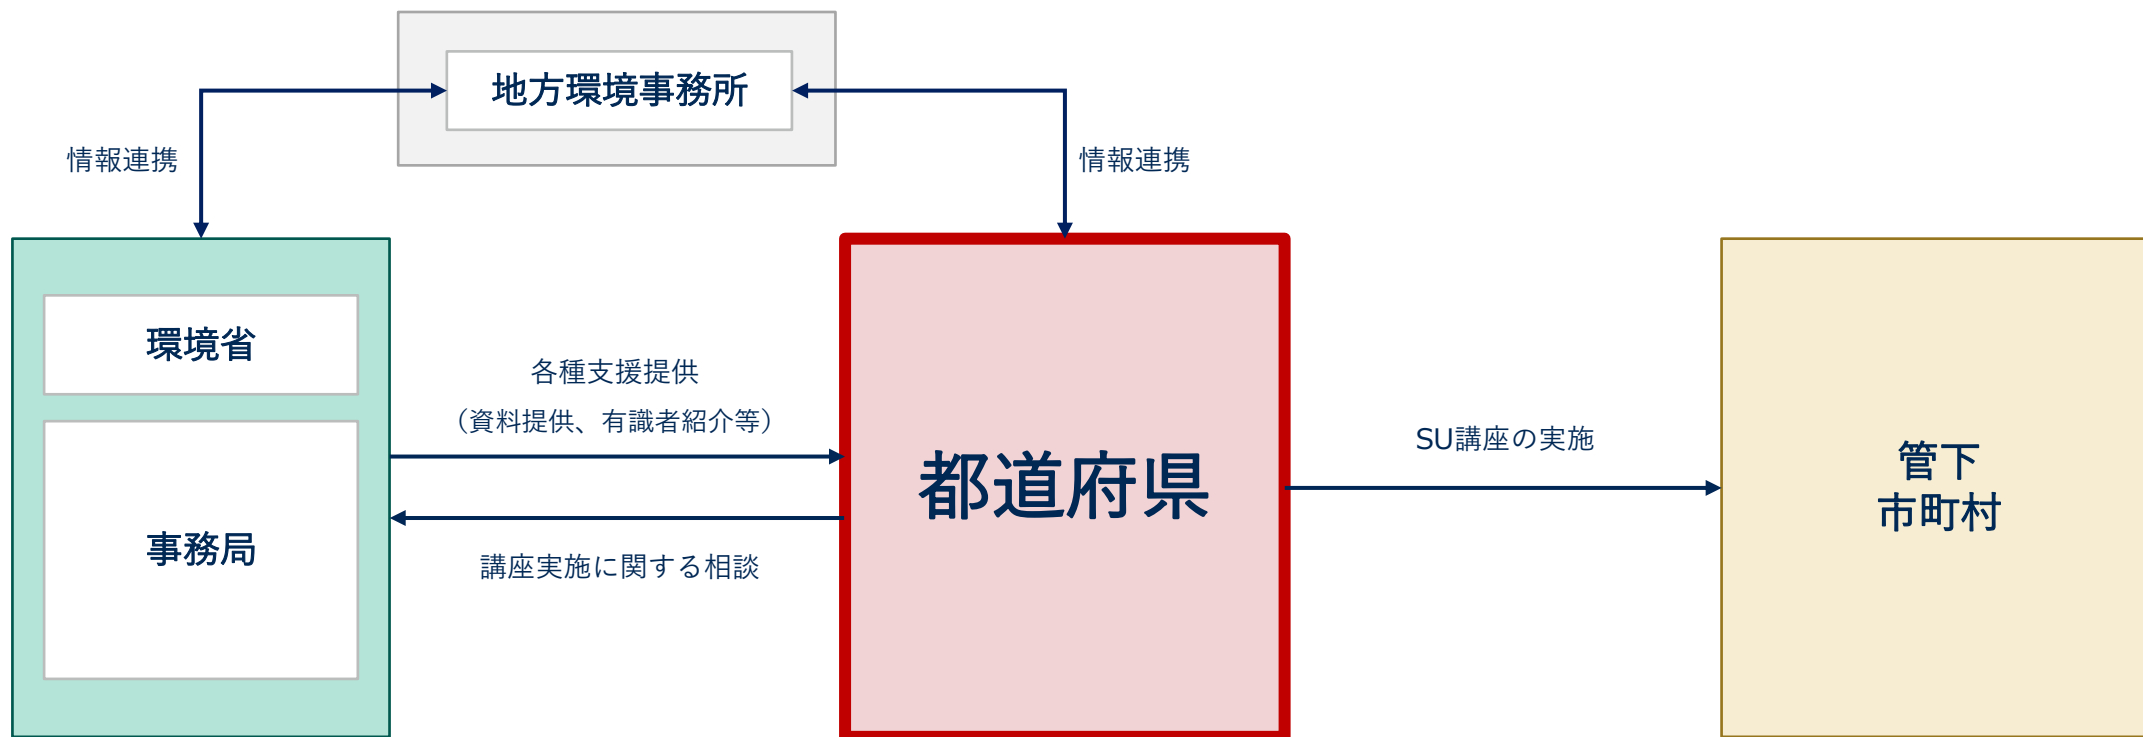 地方環境事務所
情報連携
情報連携
環境省
事務局
各種支援提供
（資料提供、有識者紹介等）
講座実施に関する相談
都道府県
SU講座の実施
管下
市町村